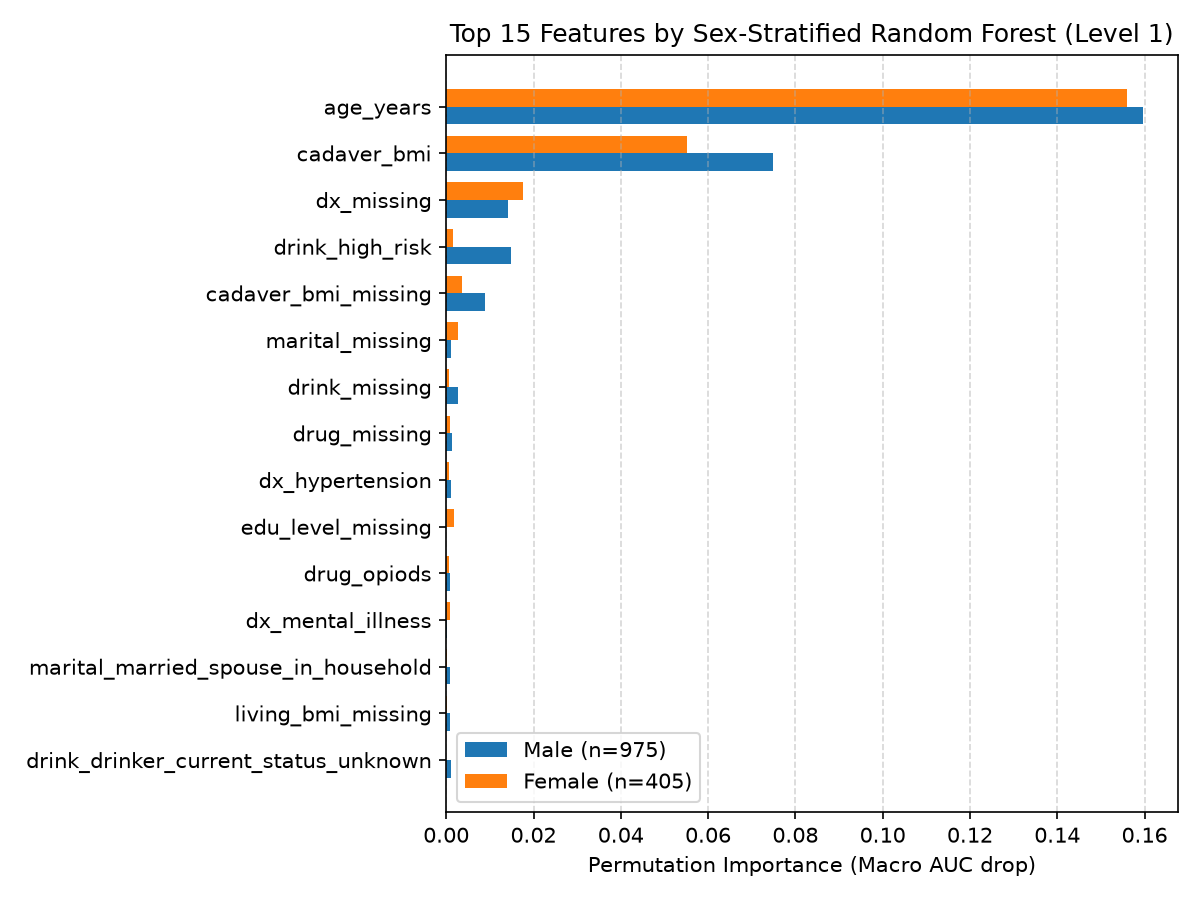 Top 15 Features by Sex-Stratified Random Forest (Level 1)
age_years
cadaver_bmi
dx_missing
drink_high_risk
cadaver_bmi_missing
marital_missing
drink_missing
drug_missing
dx_hypertension
edu_level_missing
drug_opiods
dx_mental_illness
marital_married_spouse_in_household
living_bmi_missing
drink_drinker_current_status_unknown
Male (n=975)
Female (n=405)
0.00 0.02 0.04 0.06 0.08 0.10 0.12 0.14 0.16
Permutation Importance (Macro AUC drop)